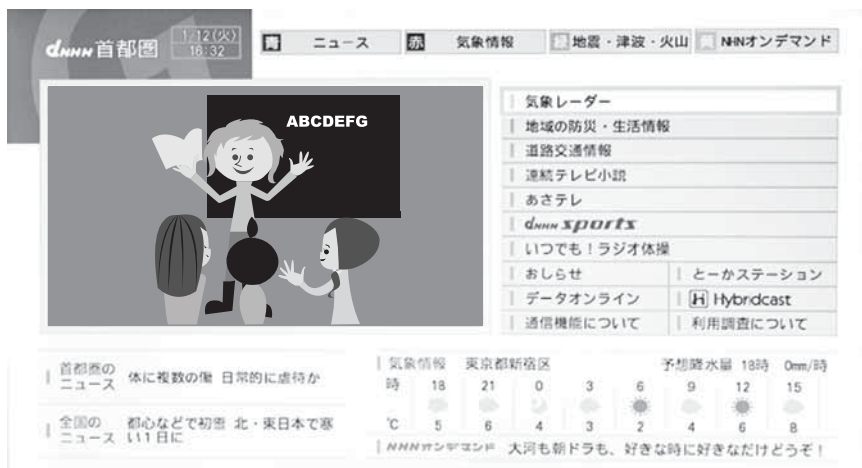 dNHN首都圏
1/12(火)
16:32
青 ニュース
赤 気象情報
緑 地震・津波・火山
黄 NHNオンデマンド
ABCDEFG
気象レーダー
地域の防災・生活情報
道路交通情報
連続テレビ小説
あさテレ
dNHN sports
いつでも!ラジオ体操
おしらせ
とーかステーション
データオンライン
H Hybridcast
通信機能について
利用調査について
首都圏の
ニュース
体に複数の傷 日常的に虐待か
全国の
ニュース
都心などで初雪 北・東日本で寒
い1日に
気象情報 東京都新宿区 予想降水量 18時 0mm/時
時 18 21 0 3 6 9 12 15
℃ 5 6 4 3 2 4 6 8
NHNオンデマンド 大河も朝ドラも、好きな時に好きなだけどうぞ!